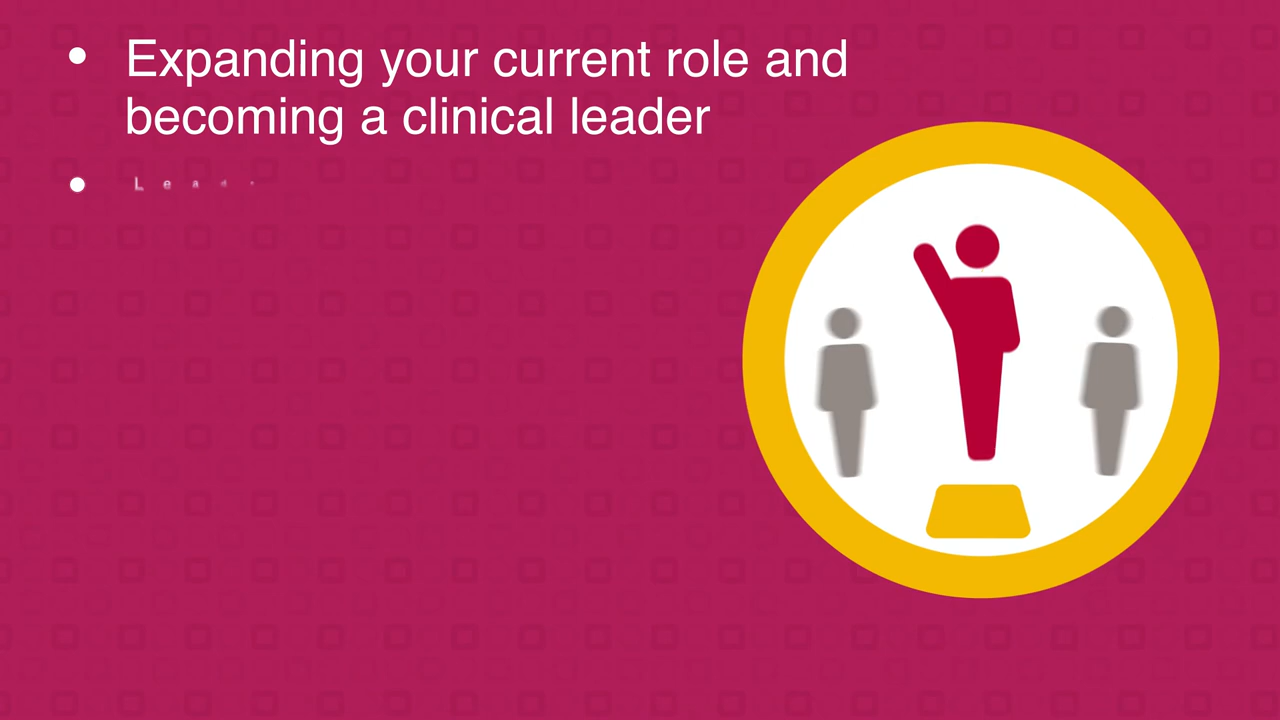 • Expanding your current role and
becoming a clinical leader
•